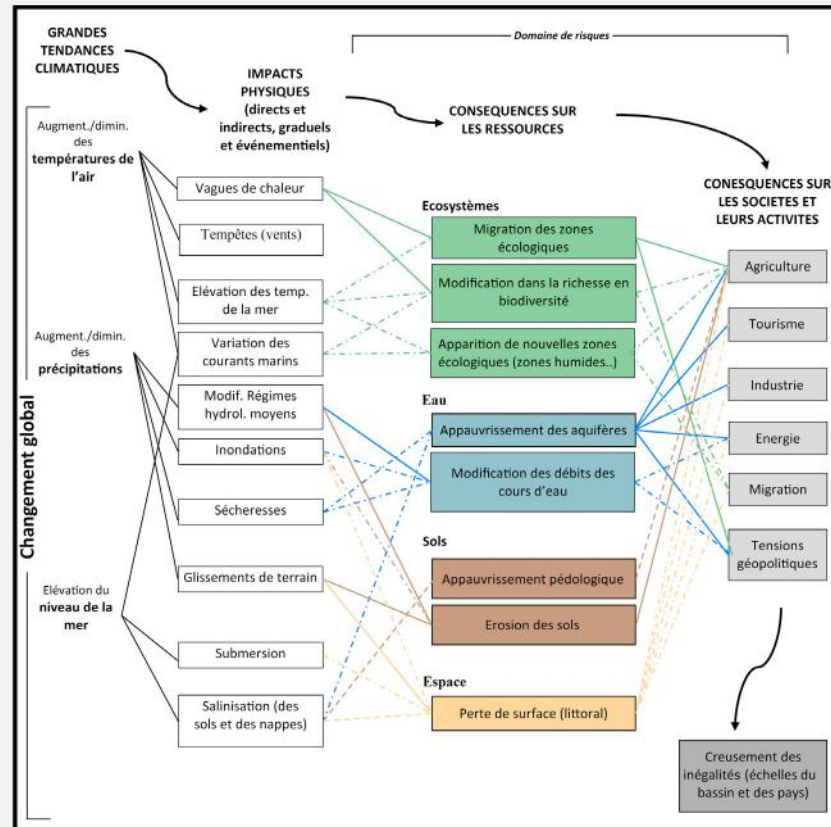 GRANDES
TENDANCES
CLIMATIQUES
Domaine de risques
IMPACTS
PHYSIQUES
(directs et
indirects, graduels
et événementiels)
CONSEQUENCES SUR
LES RESSOURCES
CONESQUENCES SUR
LES SOCIETES ET
LEURS ACTIVITES
Changement global
Augment./dimin.
des
températures de
l'air
Augment./dimin.
des
précipitations
Elévation du
niveau de la
mer
Vagues de chaleur
Tempêtes (vents)
Elévation des temp.
de la mer
Variation des
courants marins
Modif. Régimes
hydrol. moyens
Inondations
Sécheresses
Glissements de terrain
Submersion
Salinisation (des
sols et des nappes)
Ecosystèmes
Migration des zones
écologiques
Modification dans la richesse en
biodiversité
Apparition de nouvelles zones
écologiques (zones humides..)
Eau
Appauvrissement des aquifères
Modification des débits des
cours d'eau
Sols
Appauvrissement pédologique
Erosion des sols
Espace
Perte de surface (littoral)
Agriculture
Tourisme
Industrie
Energie
Migration
Tensions
géopolitiques
Creusement des
inégalités (échelles du
bassin et des pays)